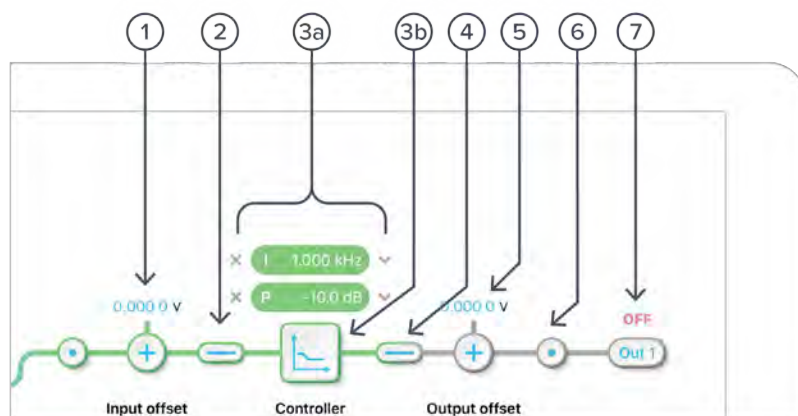 1 2 3a 3b 4 5 6 7
I 1.000 kHz
P -10.0 dB
0.000 0 V 0.000 0 V
OFF
Out 1
Input offset Controller Output offset